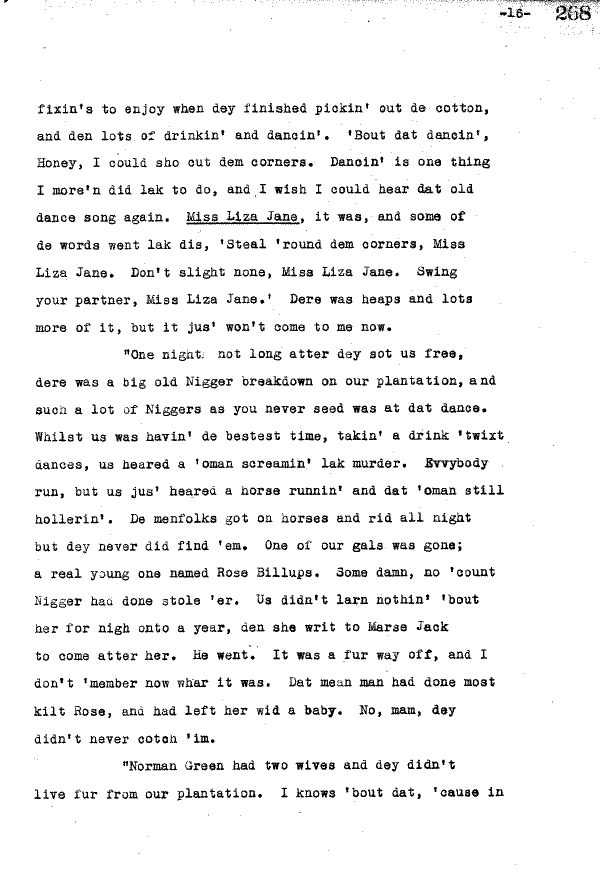 -16- 268
fixin's to enjoy when dey finished pickin' out de cotton,
and den lots of drinkin' and dancin'. 'Bout dat dancin',
Honey, I could sho cut dem corners. Dancin' is one thing
I more'n did lak to do, and I wish I could hear dat old
dance song again. Miss Liza Jane, it was, and some of
de words went lak dis, 'Steal 'round dem corners, Miss
Liza Jane. Don't slight none, Miss Liza Jane. Swing
your partner, Miss Liza Jane.' Dere was heaps and lots
more of it, but it jus' won't come to me now.
"One night not long atter dey sot us free,
dere was a big old Nigger breakdown on our plantation, and
such a lot of Niggers as you never seed was at dat dance.
Whilst us was havin' de bestest time, takin' a drink 'twixt
dances, us heared a 'oman screamin' lak murder. Evvybody
run, but us jus' heared a horse runnin' and dat 'oman still
hollerin'. De menfolks got on horses and rid all night
but dey never did find 'em. One of our gals was gone;
a real young one named Rose Billups. Some damn, no 'count
Nigger had done stole 'er. Us didn't larn nothin' 'bout
her for nigh onto a year, den she writ to Marse Jack
to come atter her. He went. It was a fur way off, and I
don't 'member now whar it was. Dat mean man had done most
kilt Rose, and had left her wid a baby. No, mam, dey
didn't never cotch 'im.
"Norman Green had two wives and dey didn't
live fur from our plantation. I knows 'bout dat, 'cause in